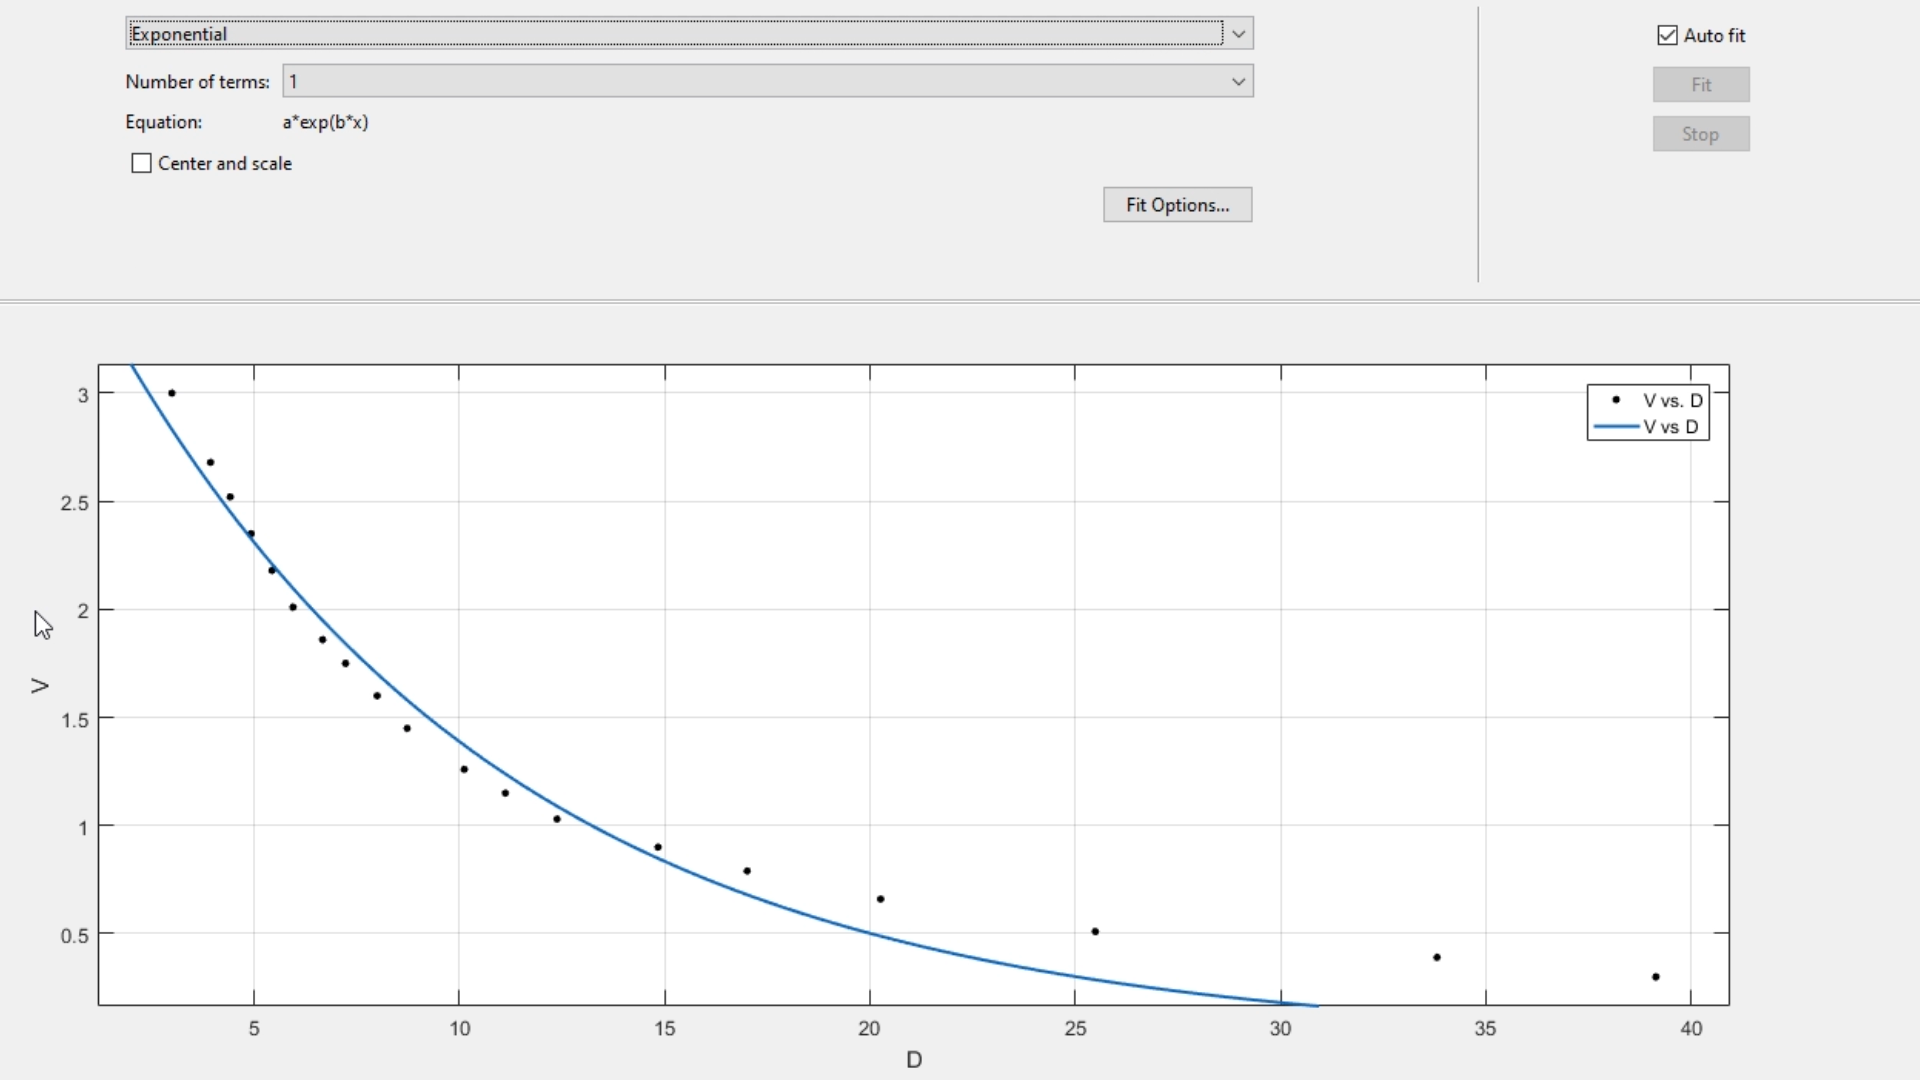 Exponential
Auto fit
Number of terms: 1
Fit
Equation: a*exp(b*x)
Stop
Center and scale
Fit Options...
3
2.5
2
1.5
1
0.5
V
V vs. D
V vs D
5 10 15 20 25 30 35 40
D